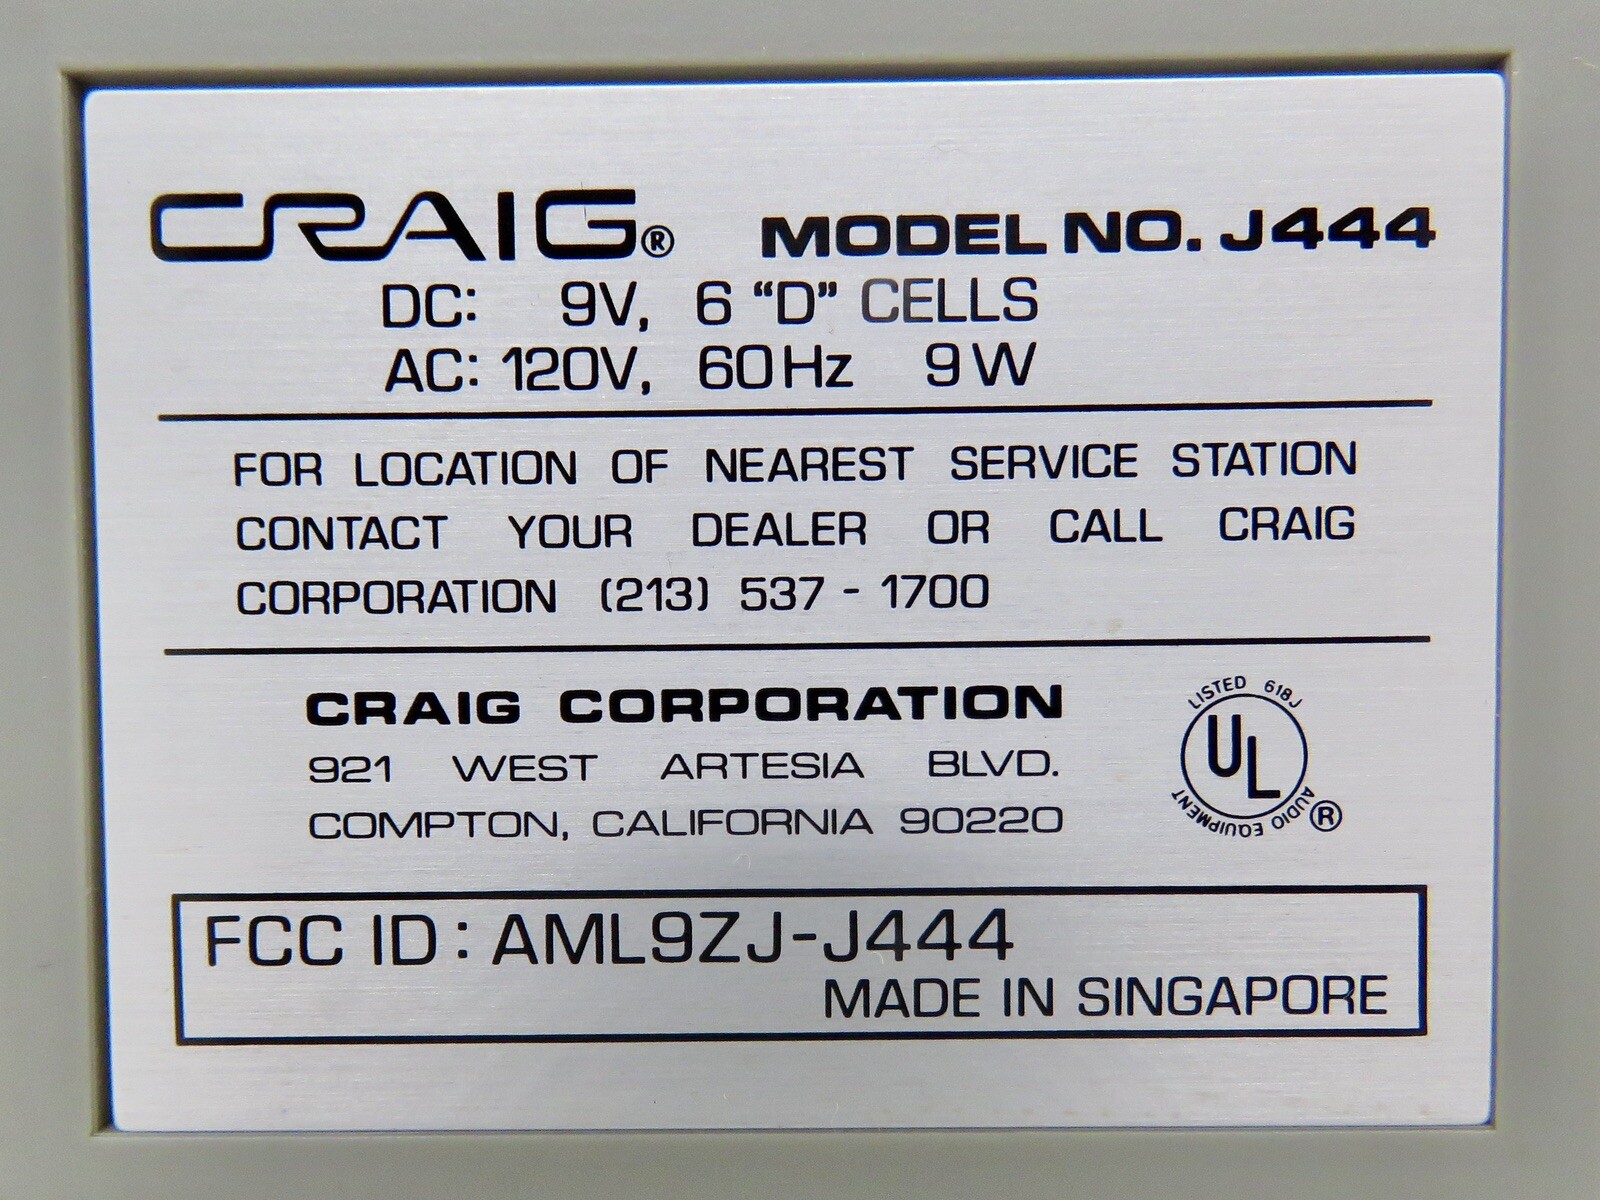 CRAIG® MODEL NO. J444
DC: 9V, 6 “D” CELLS
AC: 120V, 60Hz 9W
FOR LOCATION OF NEAREST SERVICE STATION
CONTACT YOUR DEALER OR CALL CRAIG
CORPORATION (213) 537 - 1700
CRAIG CORPORATION
921 WEST ARTESIA BLVD.
COMPTON, CALIFORNIA 90220
LISTED 618J
UL
AUDIO EQUIPMENT ®
FCC ID: AML9ZJ-J444
MADE IN SINGAPORE